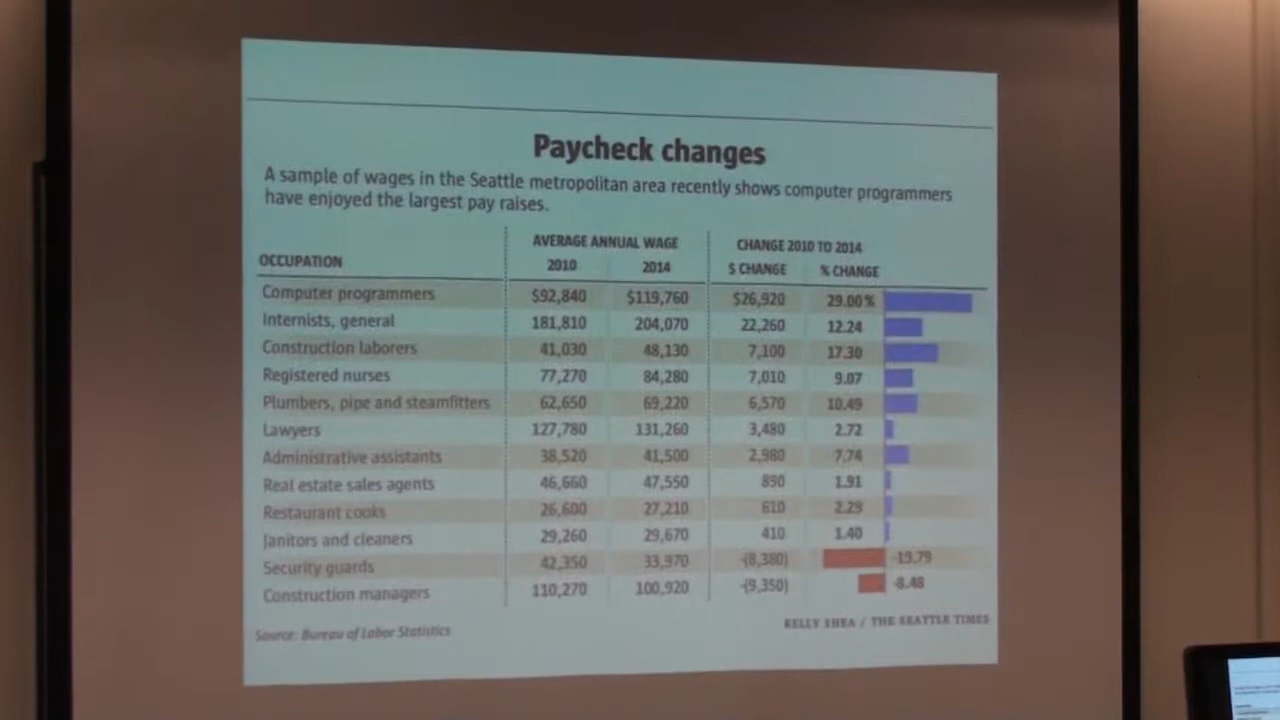 Paycheck changes
A sample of wages in the Seattle metropolitan area recently shows computer programmers
have enjoyed the largest pay raises.
AVERAGE ANNUAL WAGE CHANGE 2010 TO 2014
OCCUPATION 2010 2014 $ CHANGE % CHANGE
Computer programmers $92,840 $119,760 $26,920 29.00%
Internists, general 181,810 204,070 22,260 12.24
Construction laborers 41,030 48,130 7,100 17.30
Registered nurses 77,270 84,280 7,010 9.07
Plumbers, pipe and steamfitters 62,650 69,220 6,570 10.49
Lawyers 127,780 131,260 3,480 2.72
Administrative assistants 38,520 41,500 2,980 7.74
Real estate sales agents 46,660 47,550 890 1.91
Restaurant cooks 26,600 27,210 610 2.29
Janitors and cleaners 29,260 29,670 410 1.40
Security guards 42,350 33,970 -(8,380) -19.79
Construction managers 110,270 100,920 -(9,350) -8.48
Source: Bureau of Labor Statistics
KELLY SHEA / THE SEATTLE TIMES